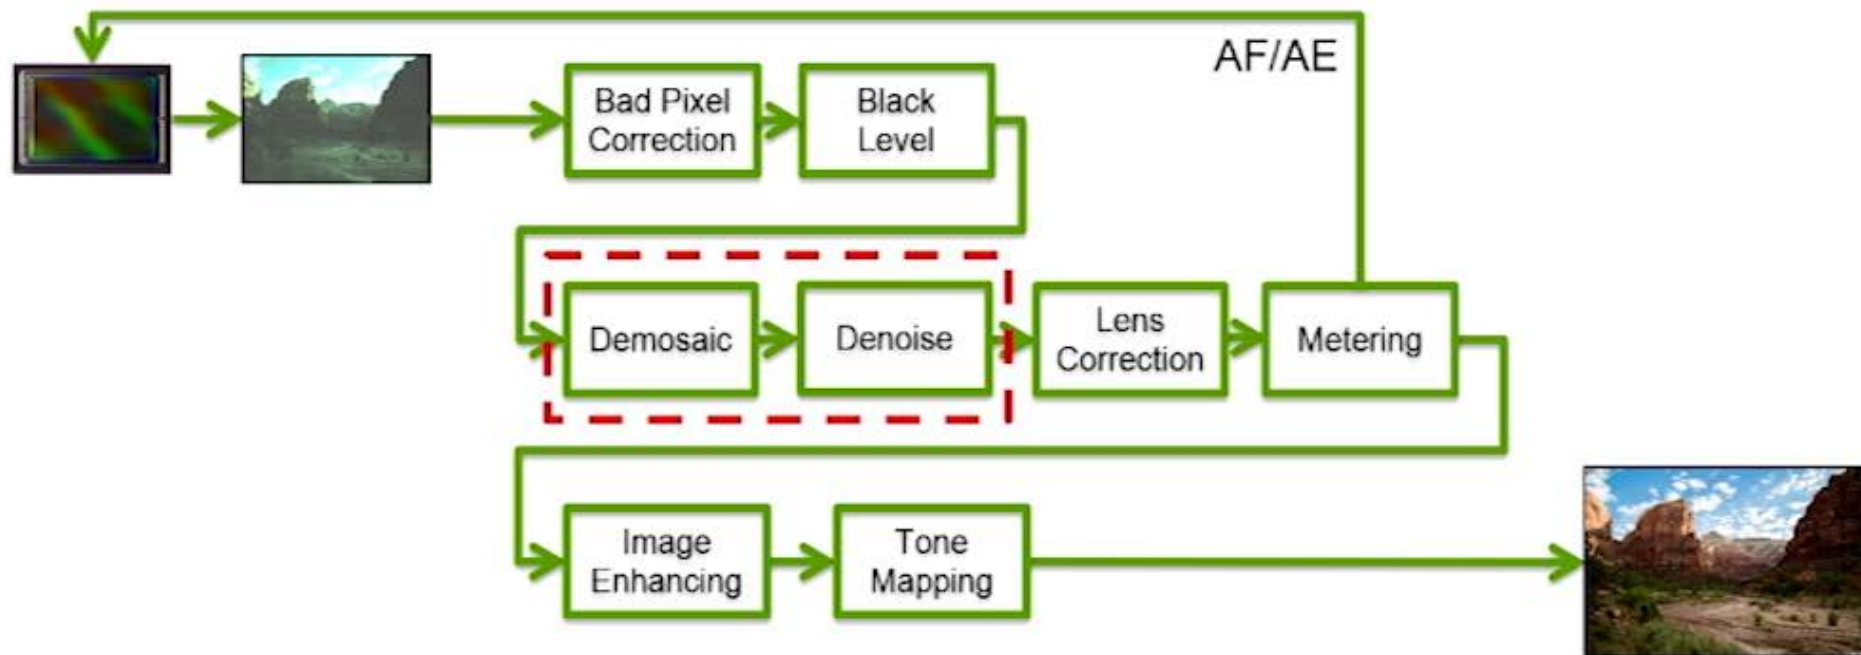 AF/AE
Bad Pixel
Correction
Black
Level
Demosaic
Denoise
Lens
Correction
Metering
Image
Enhancing
Tone
Mapping